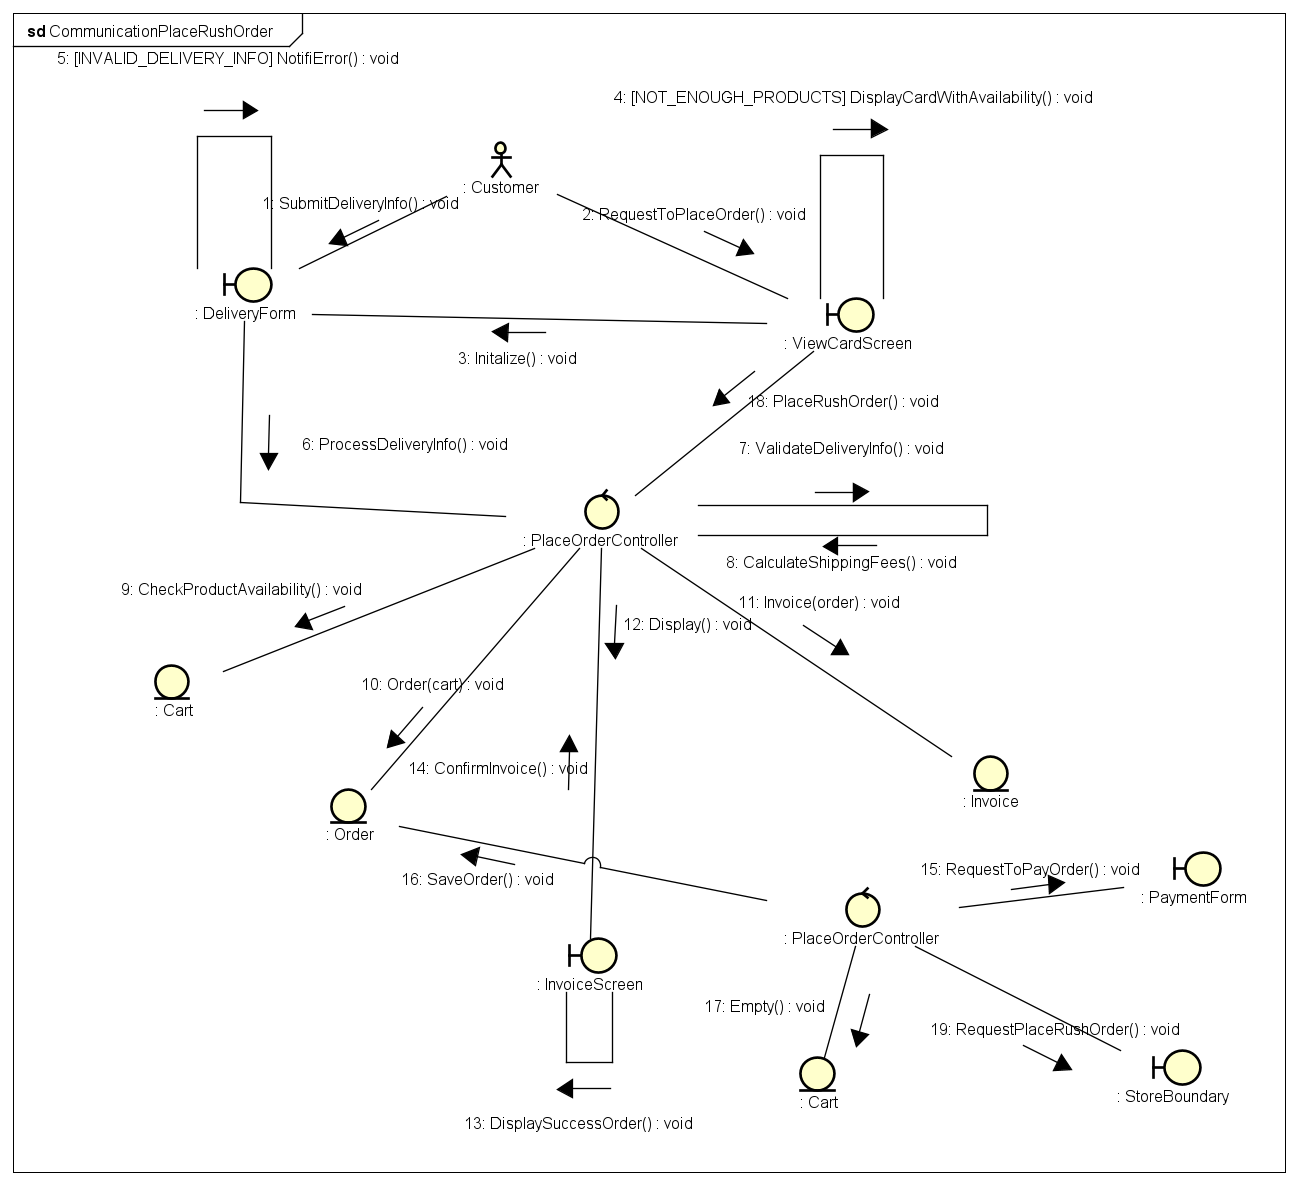 sd CommunicationPlaceRushOrder
5: [INVALID_DELIVERY_INFO] NotifiError() : void
4: [NOT_ENOUGH_PRODUCTS] DisplayCardWithAvailability() : void
: Customer
1: SubmitDeliveryInfo() : void
2: RequestToPlaceOrder() : void
: DeliveryForm
: ViewCardScreen
3: Initalize() : void
18: PlaceRushOrder() : void
6: ProcessDeliveryInfo() : void
7: ValidateDeliveryInfo() : void
: PlaceOrderController
8: CalculateShippingFees() : void
9: CheckProductAvailability() : void
11: Invoice(order) : void
12: Display() : void
10: Order(cart) : void
: Cart
14: ConfirmInvoice() : void
: Invoice
: Order
15: RequestToPayOrder() : void
16: SaveOrder() : void
: PaymentForm
: PlaceOrderController
: InvoiceScreen
17: Empty() : void
19: RequestPlaceRushOrder() : void
: StoreBoundary
: Cart
13: DisplaySuccessOrder() : void